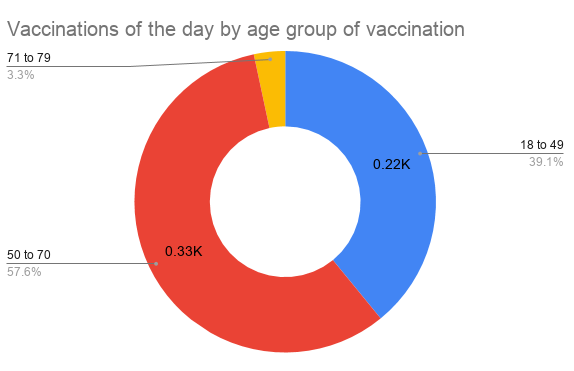 Vaccinations of the day by age group of vaccination
71 to 79
3.3%
18 to 49
39.1%
0.22K
0.33K
50 to 70
57.6%